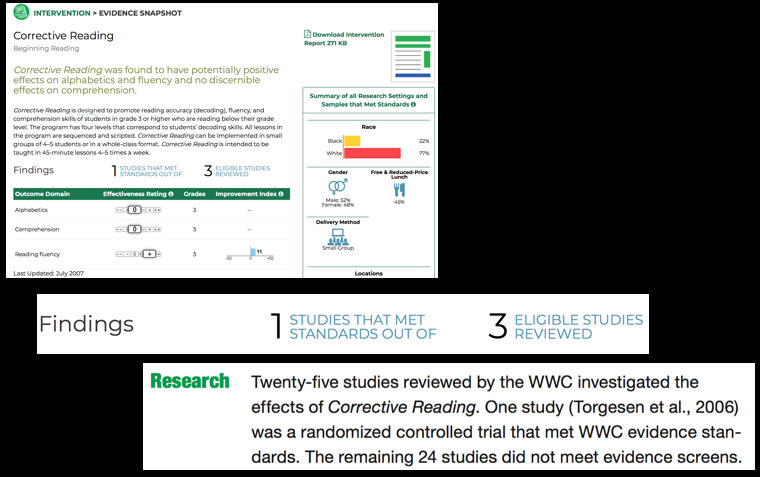 INTERVENTION > EVIDENCE SNAPSHOT
Corrective Reading
Beginning Reading
Corrective Reading was found to have potentially positive
effects on alphabetics and fluency and no discernible
effects on comprehension.
Corrective Reading is designed to promote reading accuracy (decoding), fluency, and
comprehension skills of students in grade 3 or higher who are reading below their grade
level. The program has four levels that correspond to students' decoding skills. All lessons in
the program are sequenced and scripted. Corrective Reading can be implemented in small
groups of 4–5 students or in a whole-class format. Corrective Reading is intended to be
taught in 45-minute lessons 4–5 times a week.
Findings
1 STUDIES THAT MET
STANDARDS OUT OF
3 ELIGIBLE STUDIES
REVIEWED
Outcome Domain Effectiveness Rating Grades Improvement Index
Alphabetics -- - 0 + ++ 3 --
Comprehension -- - 0 + ++ 3 --
Reading fluency -- - 0 + ++ 3 11
-50 0 +50
Last Updated: July 2007
Download Intervention
Report 271 KB
Summary of all Research Settings and
Samples that Met Standards
Race
Black 22%
White 77%
Gender
Male: 52%
Female: 48%
Free & Reduced-Price
Lunch
45%
Delivery Method
Small Group
Locations
Findings
1 STUDIES THAT MET
STANDARDS OUT OF
3 ELIGIBLE STUDIES
REVIEWED
Research
Twenty-five studies reviewed by the WWC investigated the
effects of Corrective Reading. One study (Torgesen et al., 2006)
was a randomized controlled trial that met WWC evidence stan-
dards. The remaining 24 studies did not meet evidence screens.